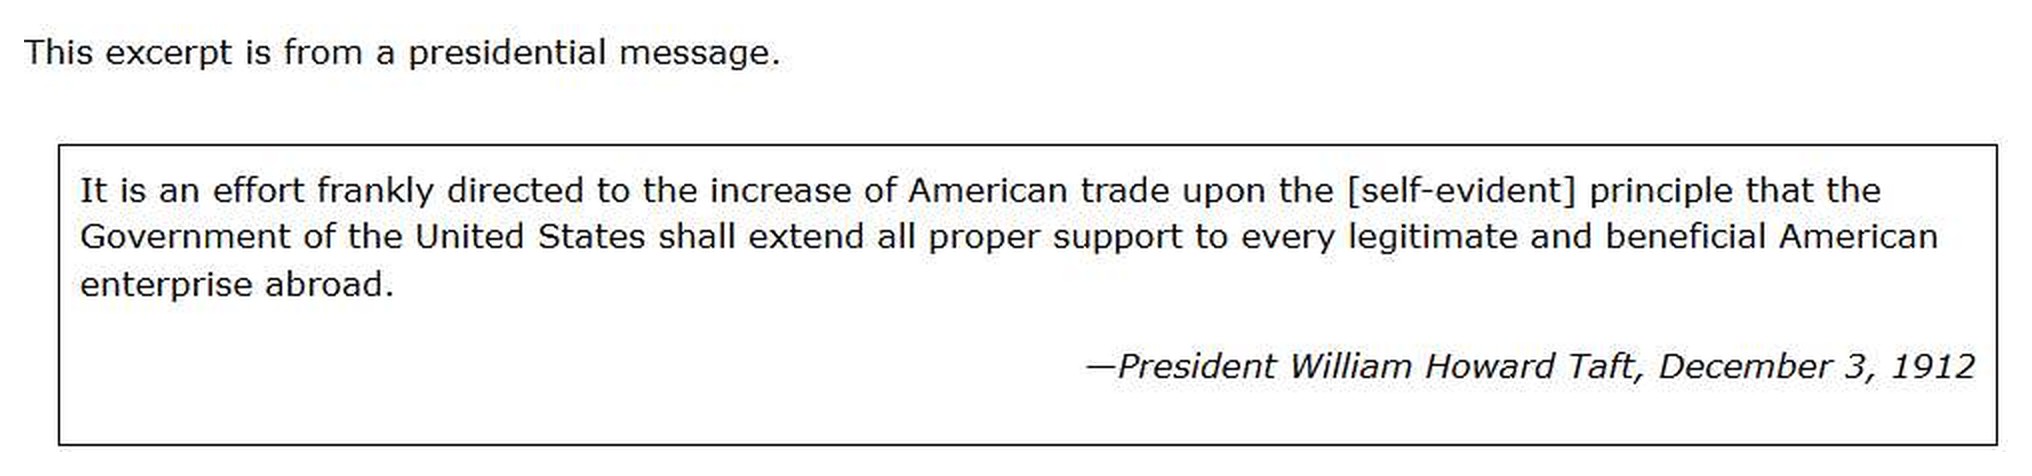 This excerpt is from a presidential message.
It is an effort frankly directed to the increase of American trade upon the [self-evident] principle that the
Government of the United States shall extend all proper support to every legitimate and beneficial American
enterprise abroad.
—President William Howard Taft, December 3, 1912